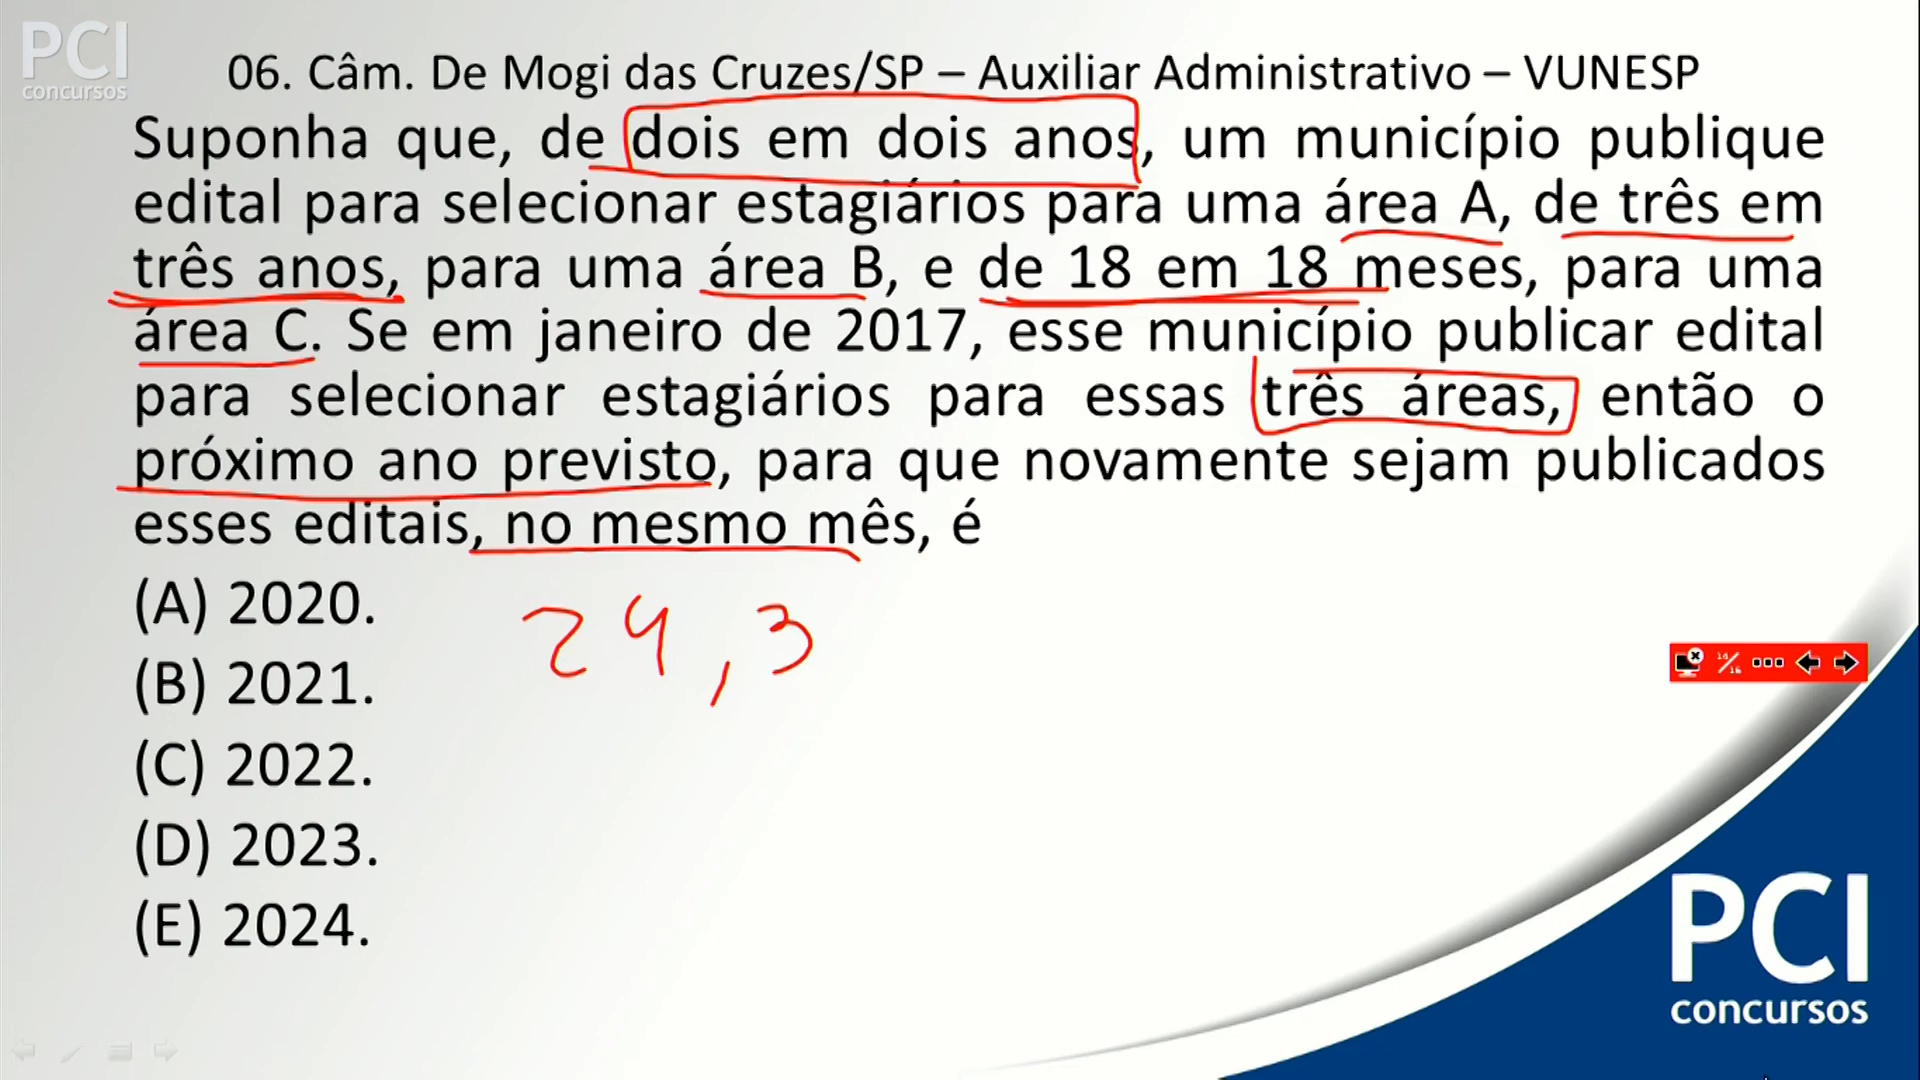 PCI
concursos
06. Câm. De Mogi das Cruzes/SP – Auxiliar Administrativo – VUNESP
Suponha que, de dois em dois anos, um município publique
edital para selecionar estagiários para uma área A, de três em
três anos, para uma área B, e de 18 em 18 meses, para uma
área C. Se em janeiro de 2017, esse município publicar edital
para selecionar estagiários para essas três áreas, então o
próximo ano previsto, para que novamente sejam publicados
esses editais, no mesmo mês, é
(A) 2020.
24,3
(B) 2021.
(C) 2022.
(D) 2023.
(E) 2024.
PCI
concursos